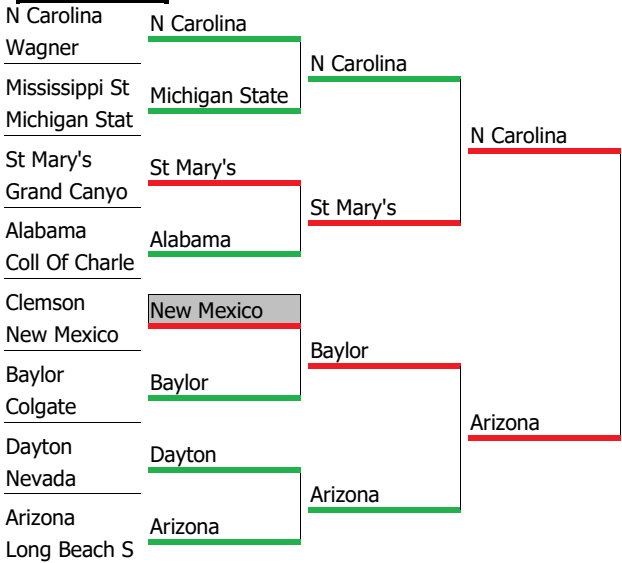 N Carolina
Wagner
Mississippi St
Michigan Stat
St Mary's
Grand Canyo
Alabama
Coll Of Charle
Clemson
New Mexico
Baylor
Colgate
Dayton
Nevada
Arizona
Long Beach S
N Carolina
Michigan State
St Mary's
Alabama
New Mexico
Baylor
Dayton
Arizona
N Carolina
St Mary's
Baylor
Arizona
N Carolina
Arizona